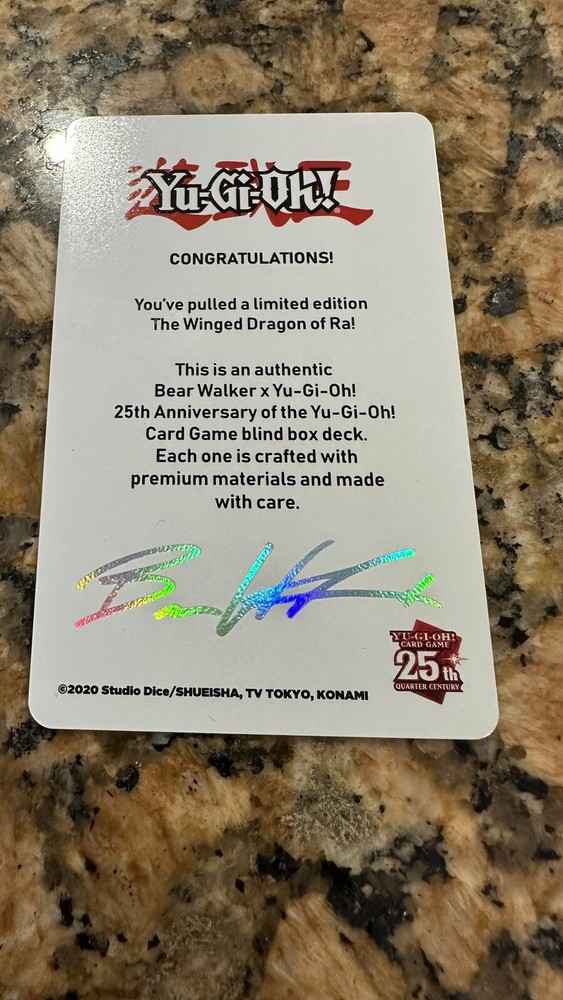 遊☆戯☆王
Yu-Gi-Oh!
CONGRATULATIONS!
You've pulled a limited edition
The Winged Dragon of Ra!
This is an authentic
Bear Walker x Yu-Gi-Oh!
25th Anniversary of the Yu-Gi-Oh!
Card Game blind box deck.
Each one is crafted with
premium materials and made
with care.
YU-GI-OH!
CARD GAME
25th
QUARTER CENTURY
©2020 Studio Dice/SHUEISHA, TV TOKYO, KONAMI